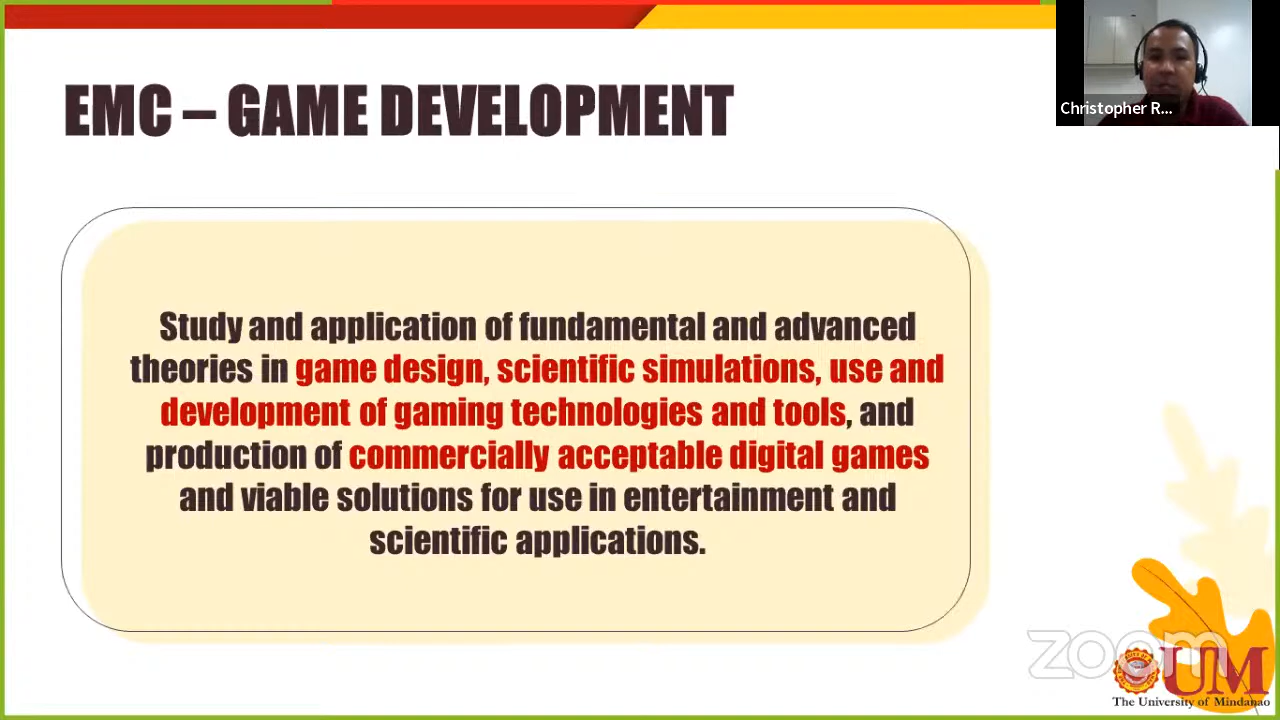 EMC – GAME DEVELOPMENT
Christopher R...
Study and application of fundamental and advanced
theories in game design, scientific simulations, use and
development of gaming technologies and tools, and
production of commercially acceptable digital games
and viable solutions for use in entertainment and
scientific applications.
zoom
UM
The University of Mindanao